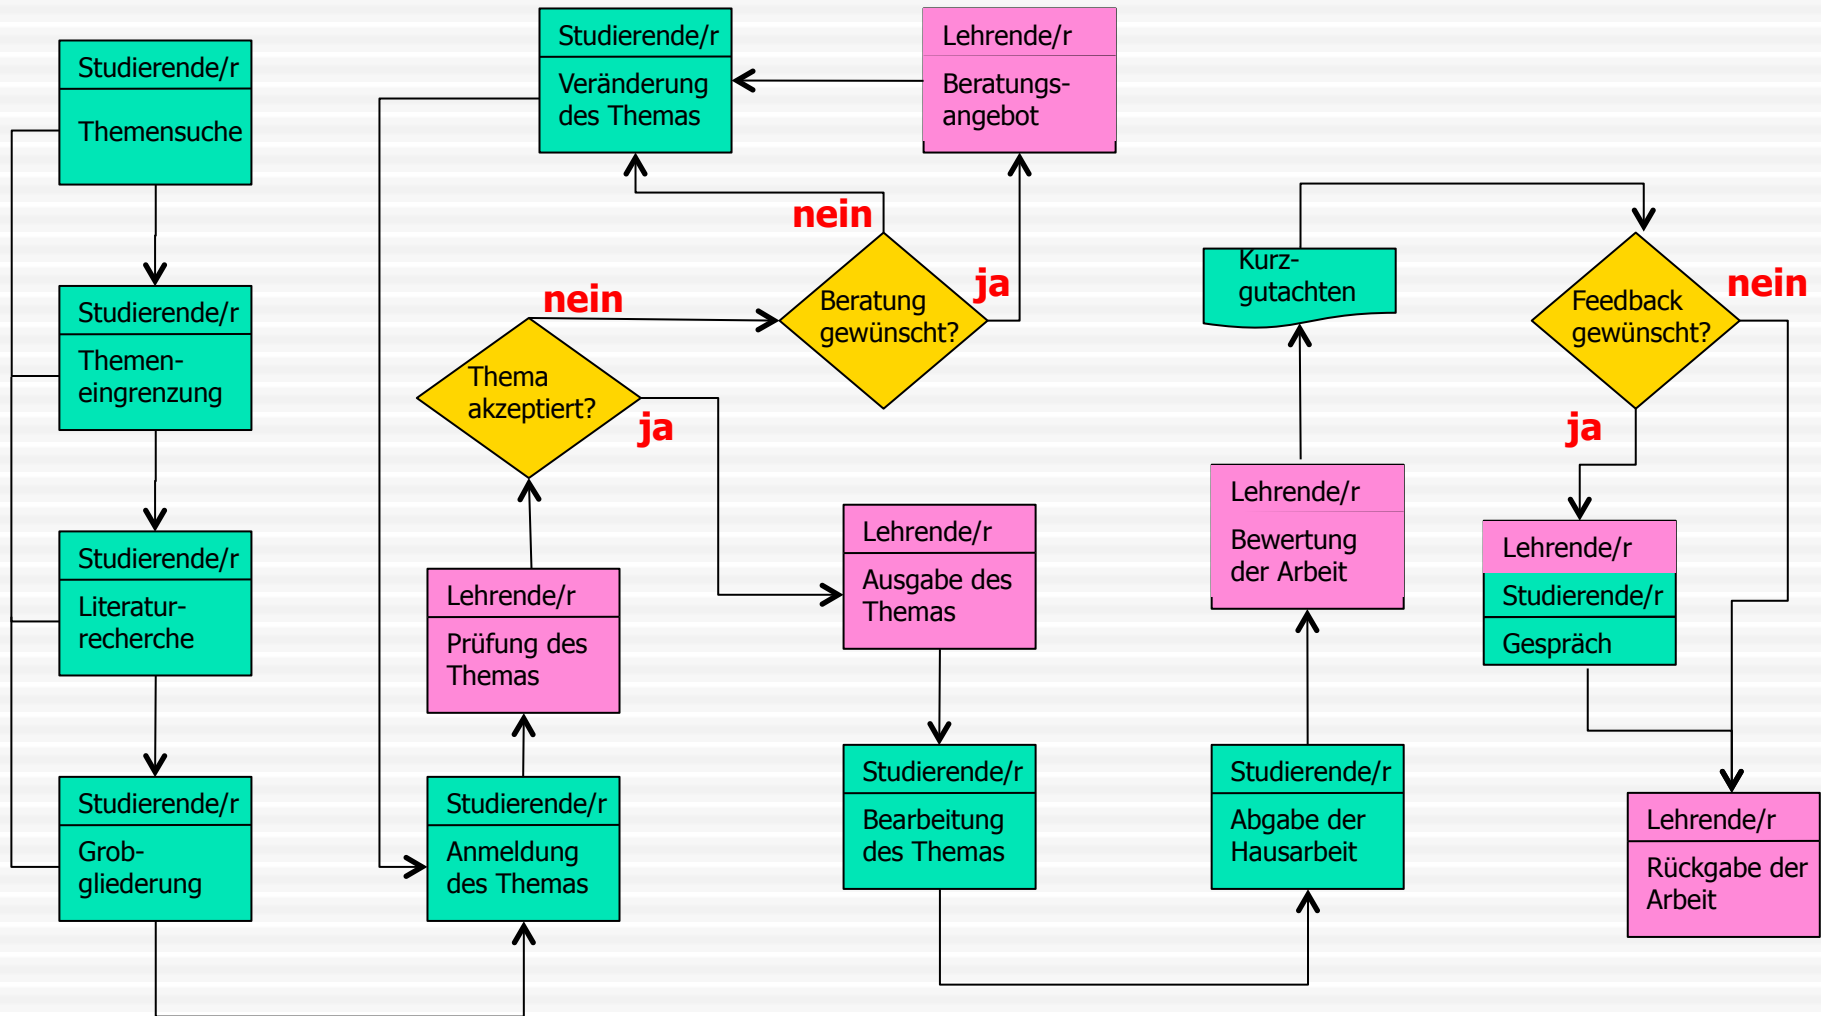 Studierende/r
Themensuche
Studierende/r
Themen-
eingrenzung
Studierende/r
Literatur-
recherche
Studierende/r
Grob-
gliederung
Studierende/r
Veränderung
des Themas
Lehrende/r
Beratungs-
angebot
nein
ja
Beratung
gewünscht?
nein
Thema
akzeptiert?
ja
Lehrende/r
Prüfung des
Themas
Studierende/r
Anmeldung
des Themas
Lehrende/r
Ausgabe des
Themas
Studierende/r
Bearbeitung
des Themas
Kurz-
gutachten
Lehrende/r
Bewertung
der Arbeit
Studierende/r
Abgabe der
Hausarbeit
Feedback
gewünscht?
nein
ja
Lehrende/r
Studierende/r
Gespräch
Lehrende/r
Rückgabe der
Arbeit